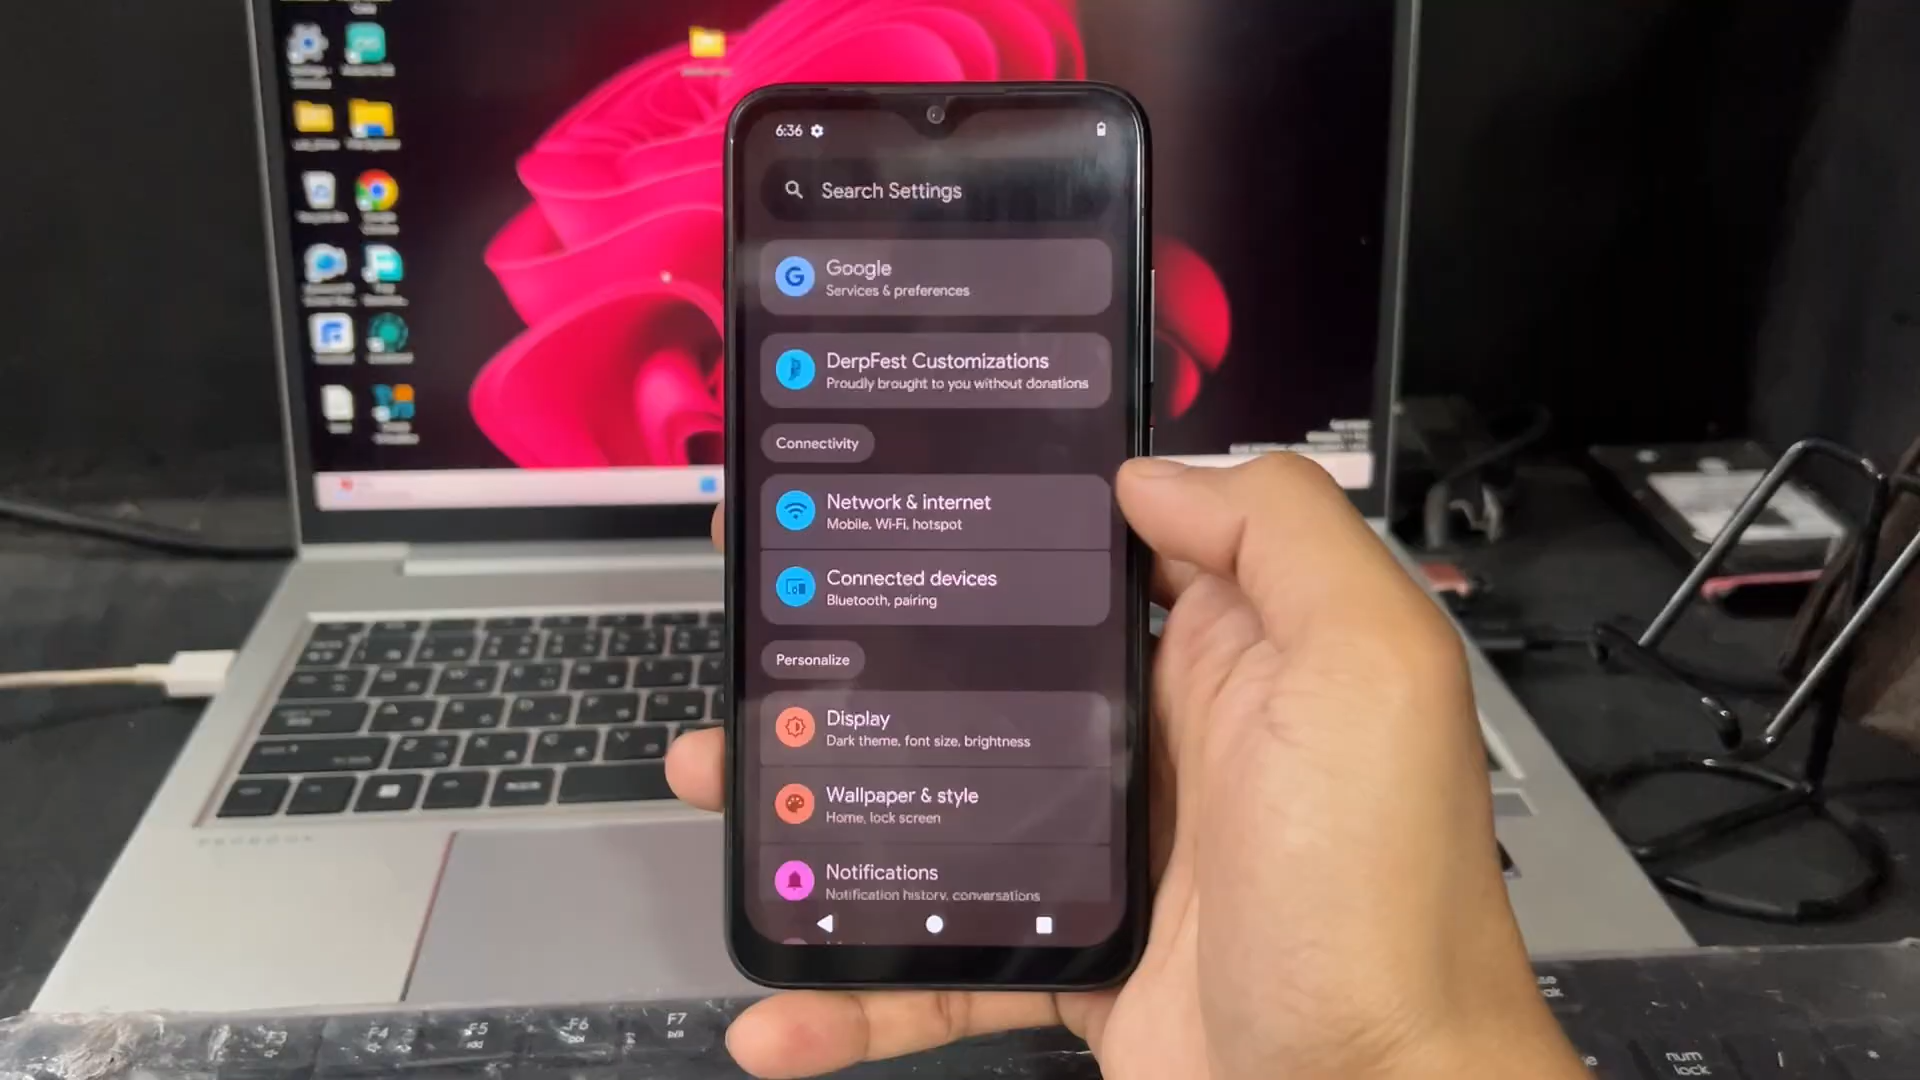 6:36
Search Settings
Google
Services & preferences
DerpFest Customizations
Proudly brought to you without donations
Connectivity
Network & internet
Mobile, Wi-Fi, hotspot
Connected devices
Bluetooth, pairing
Personalize
Display
Dark theme, font size, brightness
Wallpaper & style
Home, lock screen
Notifications
Notification history, conversations
F3
F4
F5
F6
F7
num
lock